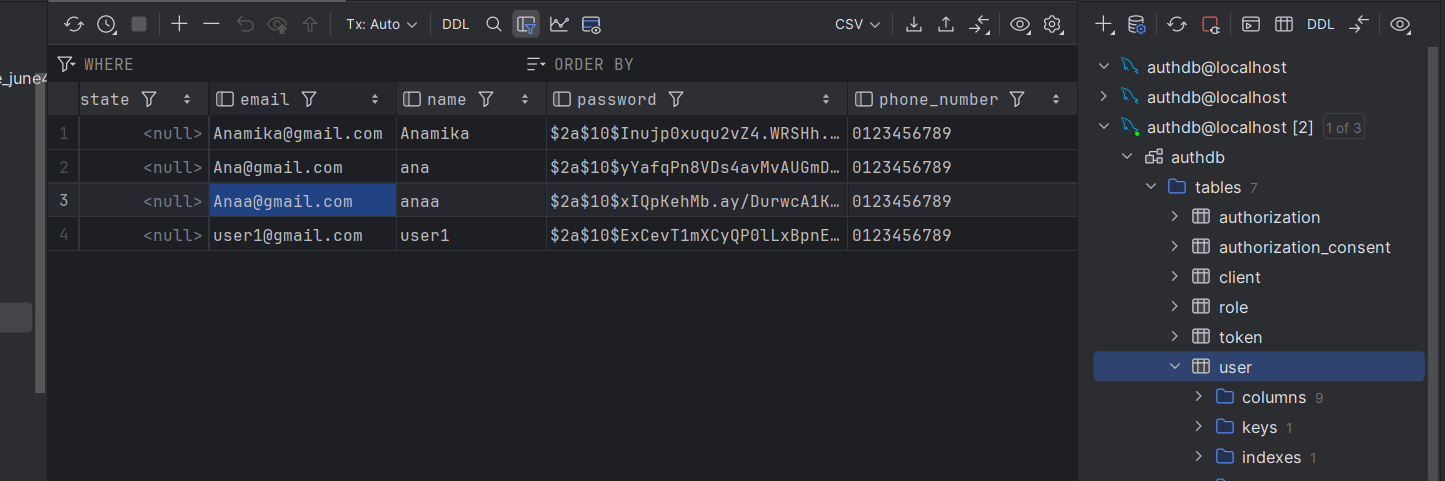 Tx: Auto DDL CSV
WHERE ORDER BY
state email name password phone_number
1 <null> Anamika@gmail.com Anamika $2a$10$Inujp0xuqu2vZ4.WRSHh.… 0123456789
2 <null> Ana@gmail.com ana $2a$10$yYafqPn8VDs4avMvAUGmD… 0123456789
3 <null> Anaa@gmail.com anaa $2a$10$xIQpKehMb.ay/DurwcA1K… 0123456789
4 <null> user1@gmail.com user1 $2a$10$ExCevT1mXCyQP0lLxBpnE… 0123456789
e_june4
DDL
authdb@localhost
authdb@localhost
authdb@localhost [2] 1 of 3
authdb
tables 7
authorization
authorization_consent
client
role
token
user
columns 9
keys 1
indexes 1